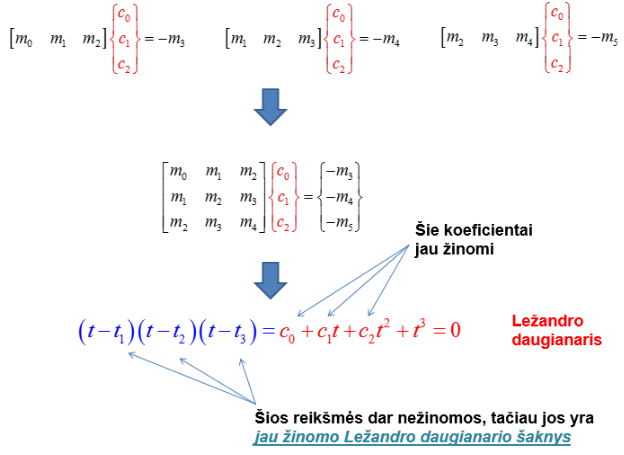 [m₀ m₁ m₂]{c₀ c₁ c₂} = −m₃ [m₁ m₂ m₃]{c₀ c₁ c₂} = −m₄ [m₂ m₃ m₄]{c₀ c₁ c₂} = −m₅
[m₀ m₁ m₂ {c₀ {−m₃
m₁ m₂ m₃ c₁ = −m₄
m₂ m₃ m₄] c₂} −m₅}
Šie koeficientai
jau žinomi
(t−t₁)(t−t₂)(t−t₃) = c₀ + c₁t + c₂t² + t³ = 0
Ležandro
daugianaris
Šios reikšmės dar nežinomos, tačiau jos yra
jau žinomo Ležandro daugianario šaknys